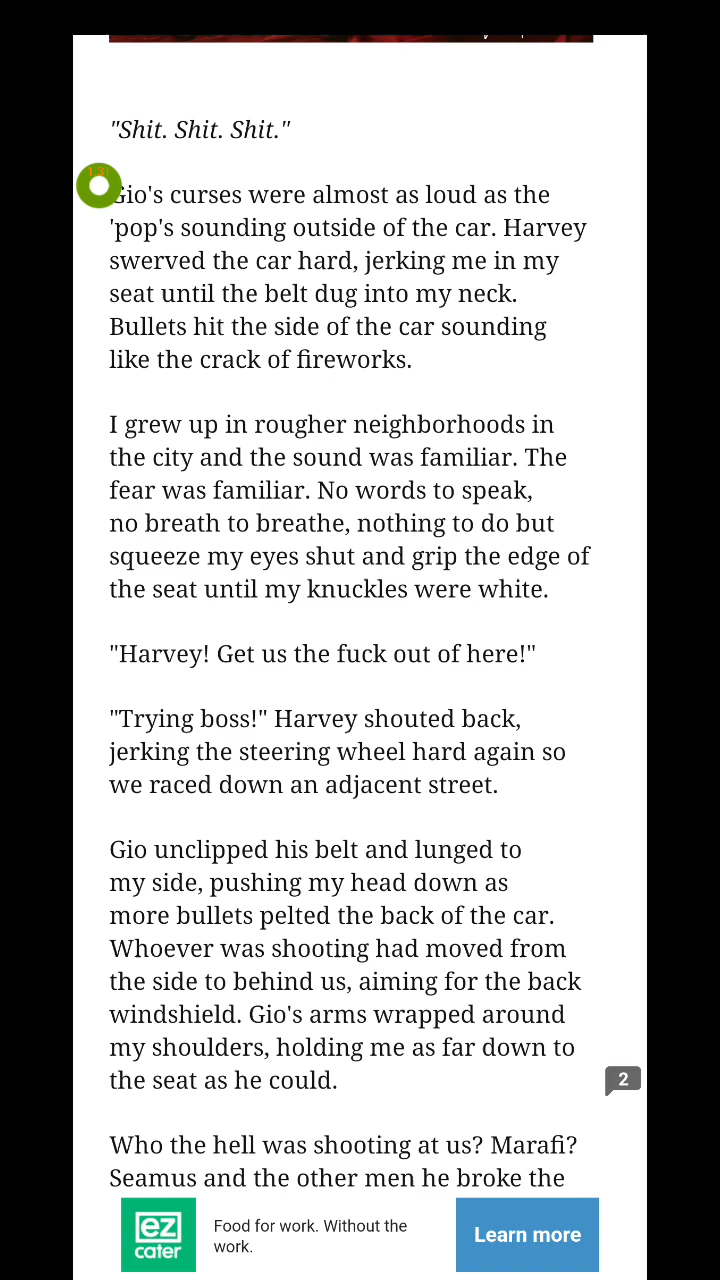 "Shit. Shit. Shit."
1:31
Gio's curses were almost as loud as the
'pop's sounding outside of the car. Harvey
swerved the car hard, jerking me in my
seat until the belt dug into my neck.
Bullets hit the side of the car sounding
like the crack of fireworks.
I grew up in rougher neighborhoods in
the city and the sound was familiar. The
fear was familiar. No words to speak,
no breath to breathe, nothing to do but
squeeze my eyes shut and grip the edge of
the seat until my knuckles were white.
"Harvey! Get us the fuck out of here!"
"Trying boss!" Harvey shouted back,
jerking the steering wheel hard again so
we raced down an adjacent street.
Gio unclipped his belt and lunged to
my side, pushing my head down as
more bullets pelted the back of the car.
Whoever was shooting had moved from
the side to behind us, aiming for the back
windshield. Gio's arms wrapped around
my shoulders, holding me as far down to
the seat as he could.
2
Who the hell was shooting at us? Marafi?
Seamus and the other men he broke the
ez
cater
Food for work. Without the
work.
Learn more